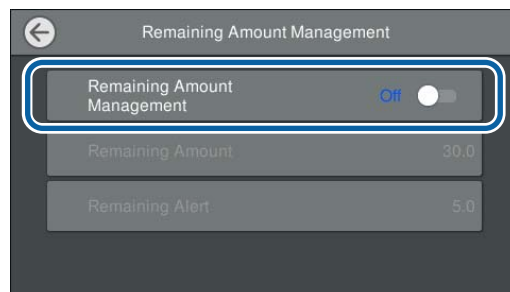 Remaining Amount Management
Remaining Amount
Management
Off
Remaining Amount
30.0
Remaining Alert
5.0